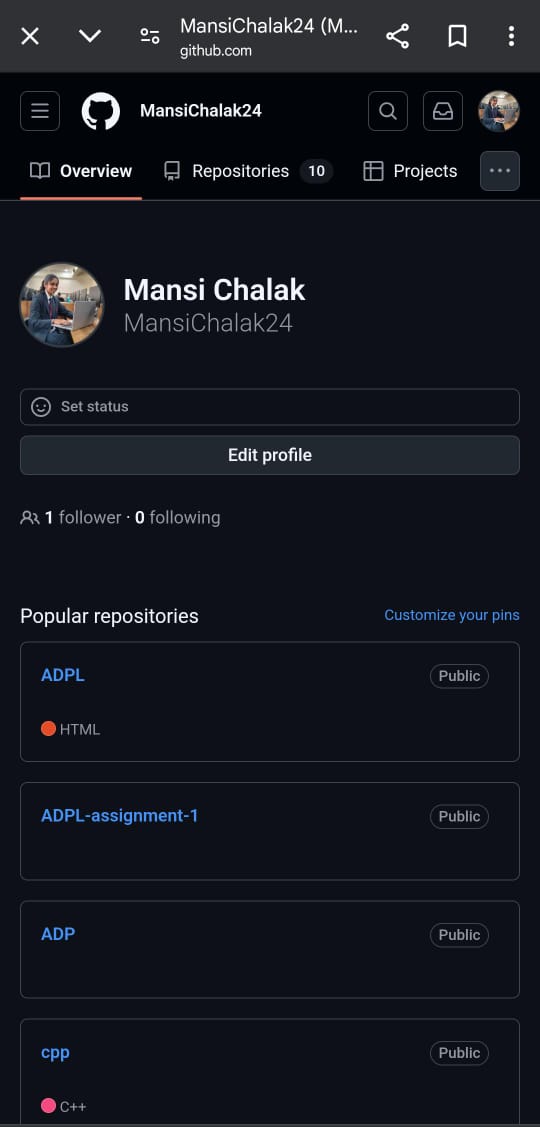 MansiChalak24 (M...
github.com
MansiChalak24
Overview Repositories 10 Projects
Mansi Chalak
MansiChalak24
Set status
Edit profile
1 follower · 0 following
Popular repositories Customize your pins
ADPL Public
HTML
ADPL-assignment-1 Public
ADP Public
cpp Public
C++